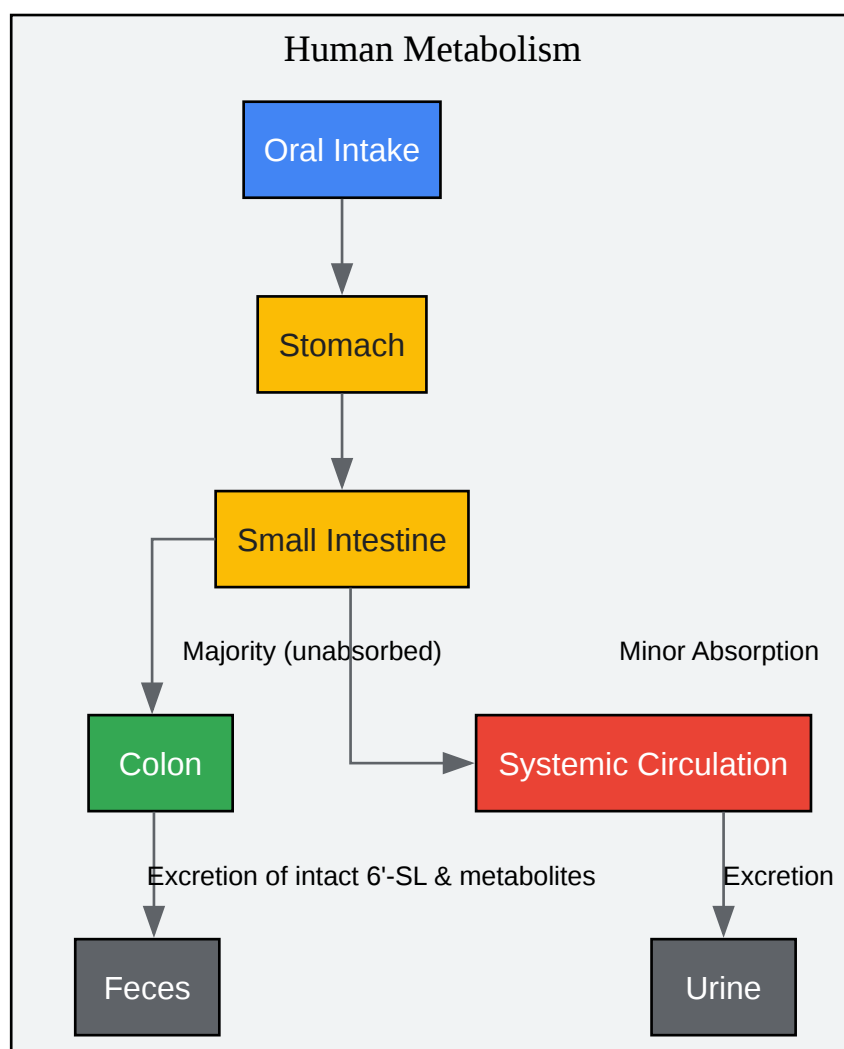 Human Metabolism
Oral Intake
Stomach
Small Intestine
Majority (unabsorbed)
Minor Absorption
Colon
Systemic Circulation
Excretion of intact 6'-SL & metabolites
Excretion
Feces
Urine